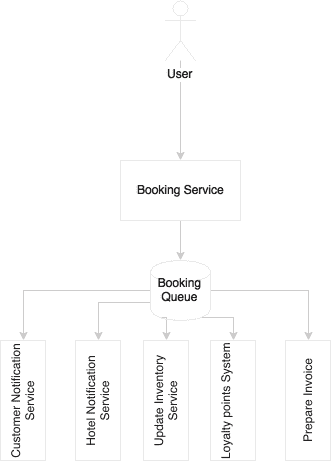 User
Booking Service
Booking
Queue
Customer Notification
Service
Hotel Notification
Service
Update Inventory
Service
Loyalty points System
Prepare Invoice